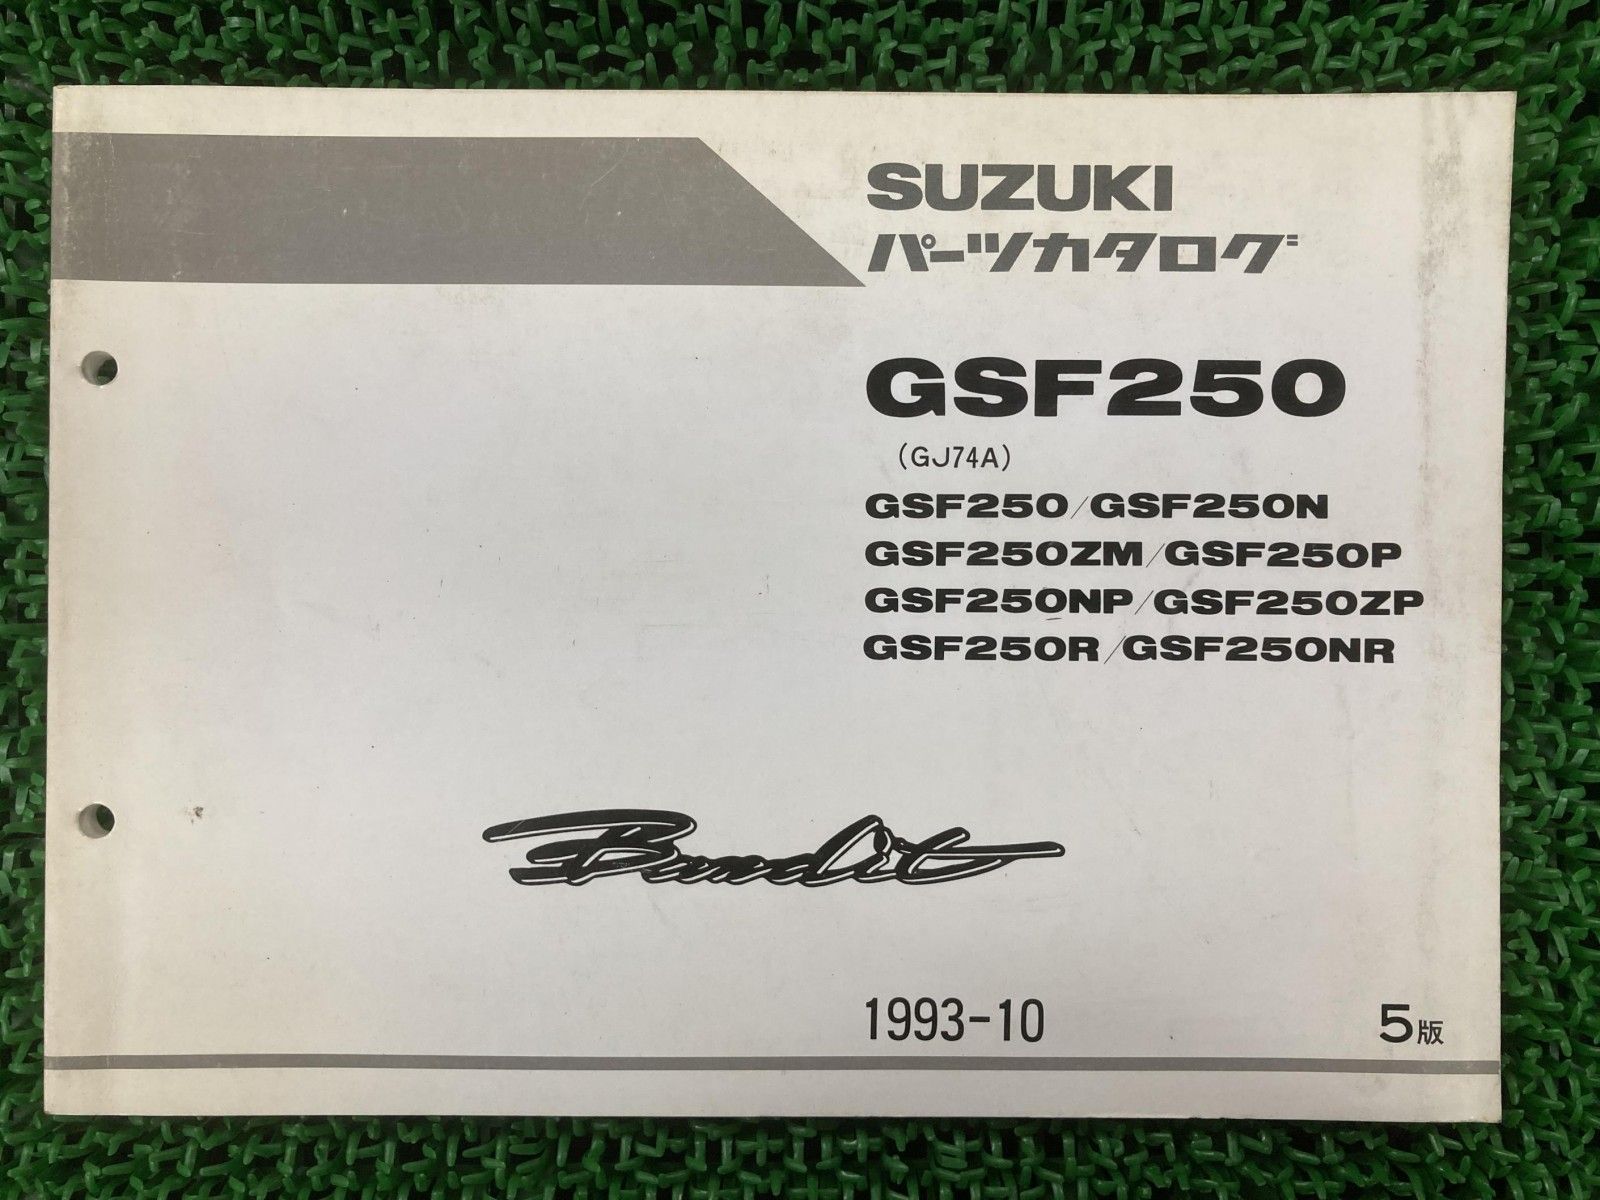 SUZUKI
パーツカタログ
GSF250
(GJ74A)
GSF250/GSF250N
GSF250ZM/GSF250P
GSF250NP/GSF250ZP
GSF250R/GSF250NR
Bandit
1993-10 5版